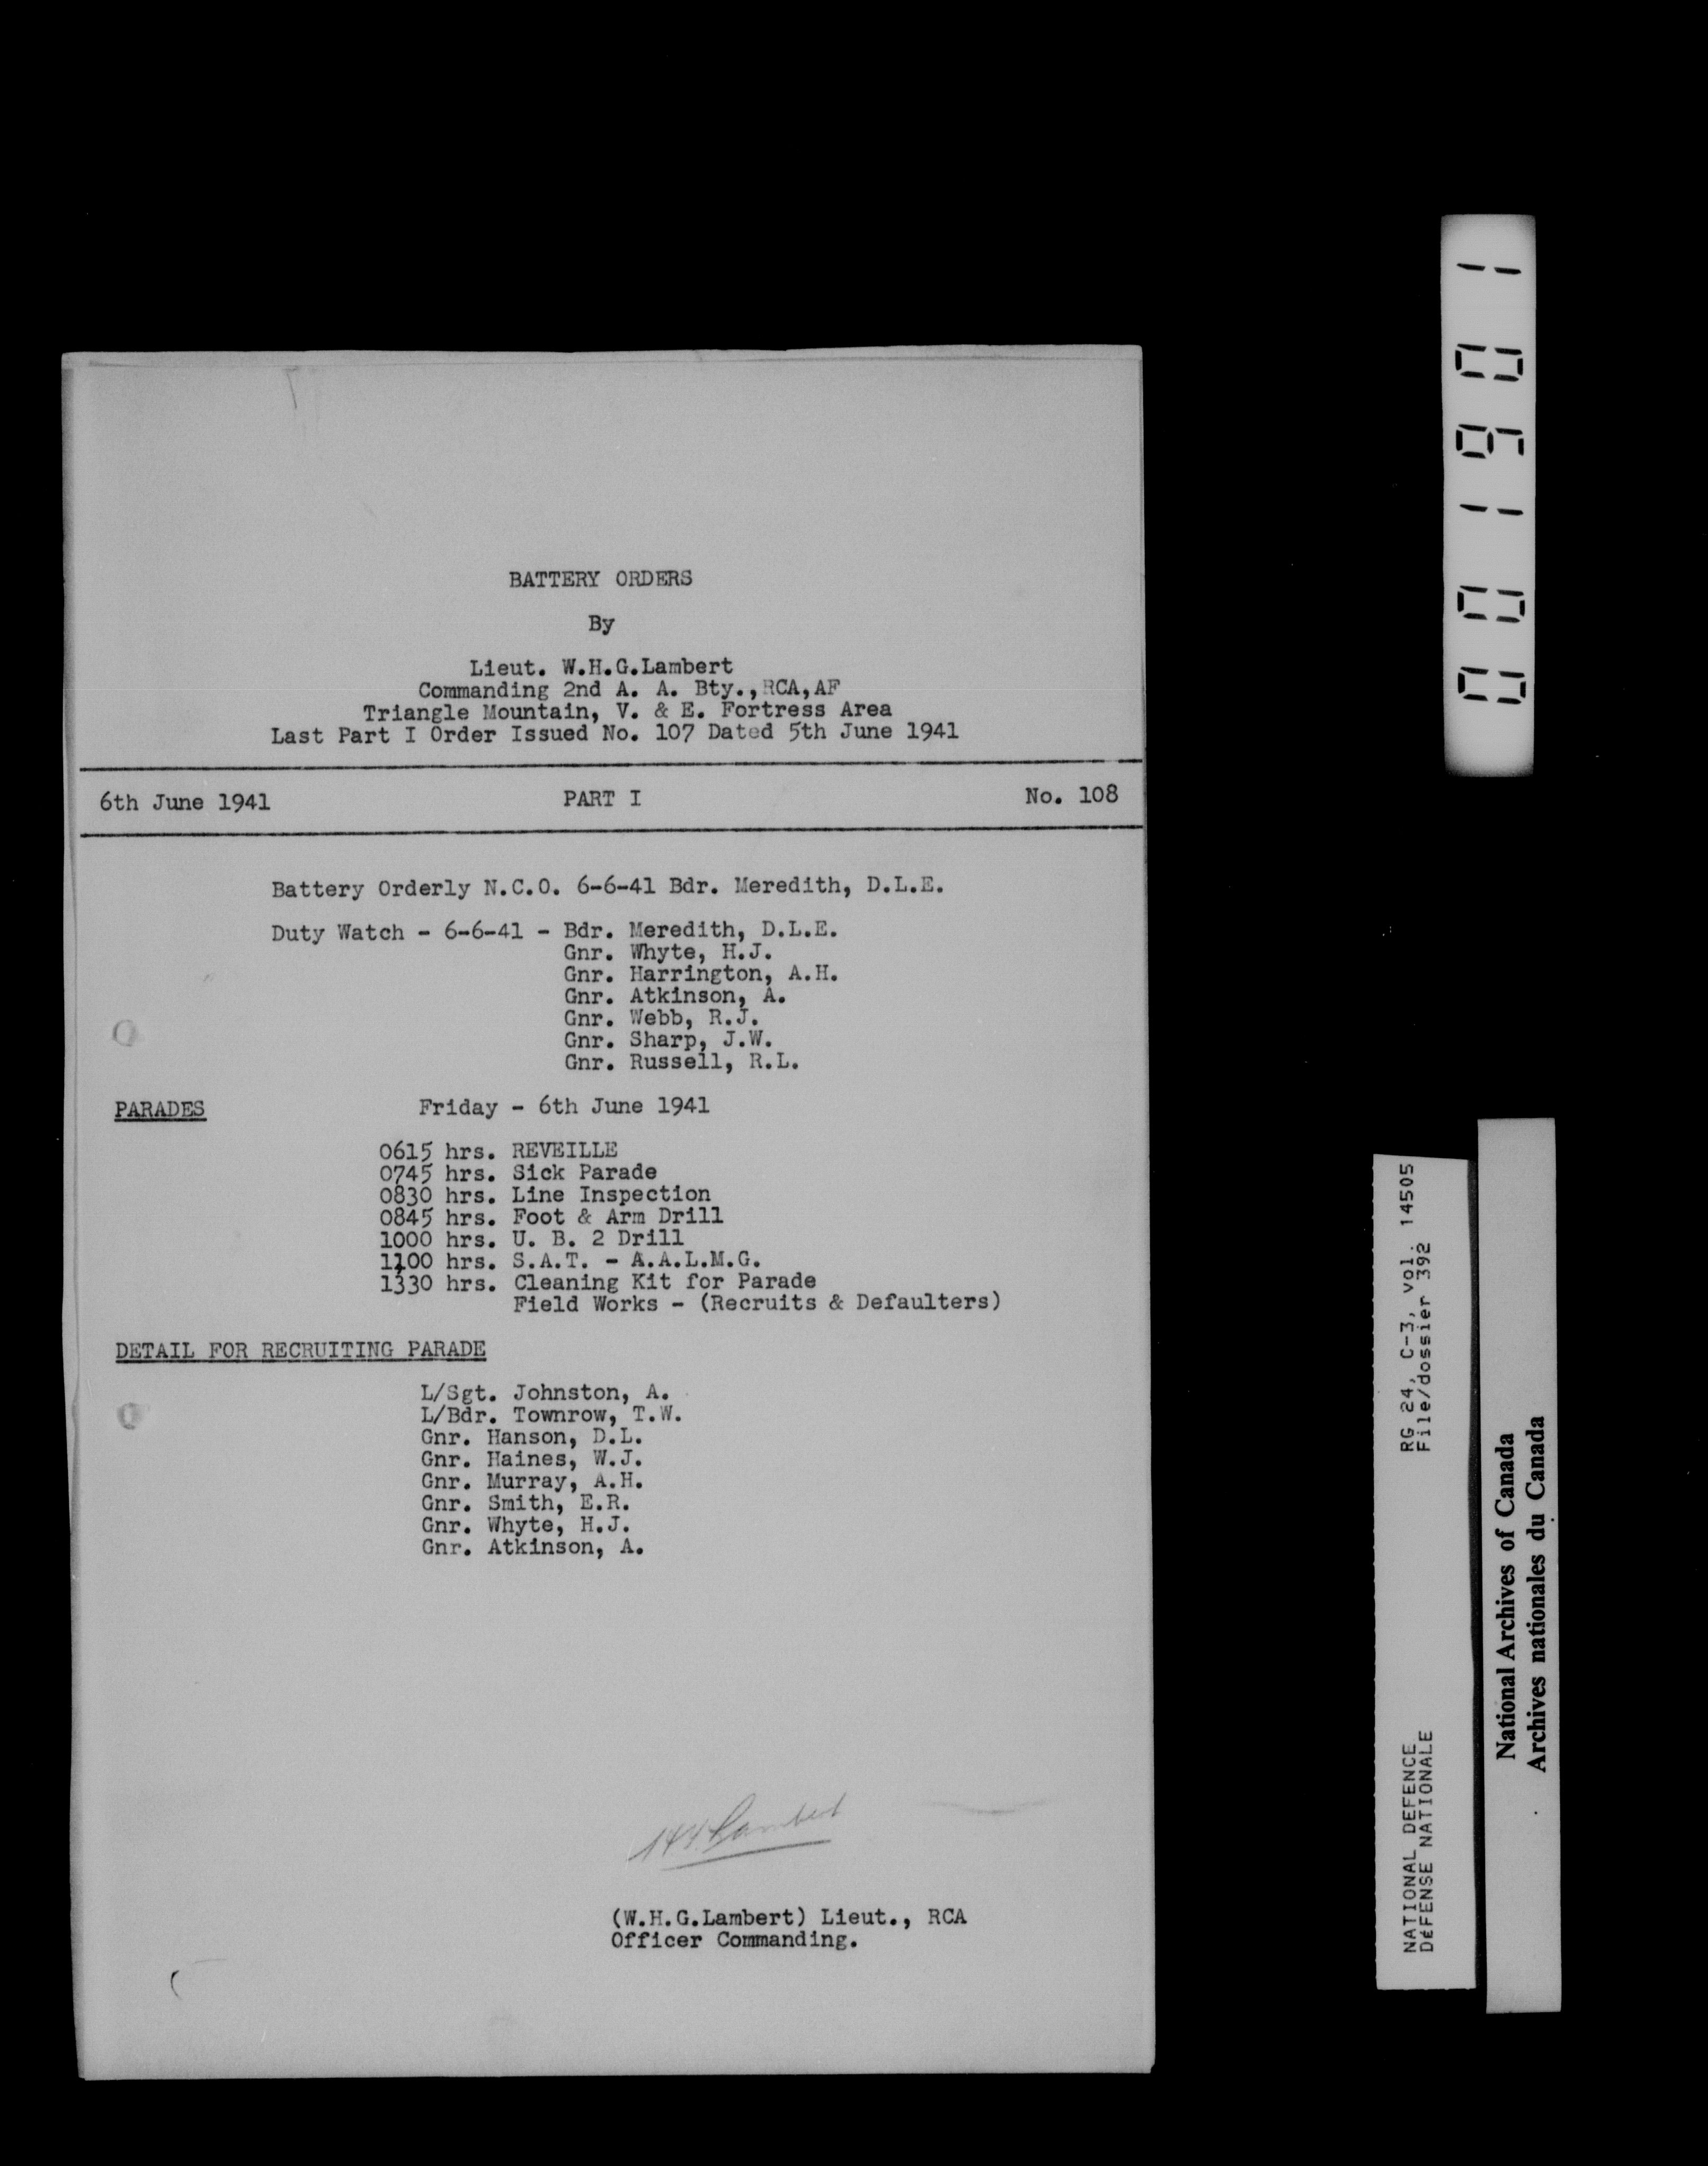 BATTERY ORDERS
By
Lieut. W.H.G.Lambert
Commanding 2nd A. A. Bty.,RCA,AF
Triangle Mountain, V. & E. Fortress Area
Last Part I Order Issued No. 107 Dated 5th June 1941
6th June 1941 PART I No. 108
Battery Orderly N.C.O. 6-6-41 Bdr. Meredith, D.L.E.
Duty Watch - 6-6-41 - Bdr. Meredith, D.L.E.
Gnr. Whyte, H.J.
Gnr. Harrington, A.H.
Gnr. Atkinson, A.
Gnr. Webb, R.J.
Gnr. Sharp, J.W.
Gnr. Russell, R.L.
PARADES Friday - 6th June 1941
0615 hrs. REVEILLE
0745 hrs. Sick Parade
0830 hrs. Line Inspection
0845 hrs. Foot & Arm Drill
1000 hrs. U. B. 2 Drill
1100 hrs. S.A.T. - A.A.L.M.G.
1330 hrs. Cleaning Kit for Parade
Field Works - (Recruits & Defaulters)
DETAIL FOR RECRUITING PARADE
L/Sgt. Johnston, A.
L/Bdr. Townrow, T.W.
Gnr. Hanson, D.L.
Gnr. Haines, W.J.
Gnr. Murray, A.H.
Gnr. Smith, E.R.
Gnr. Whyte, H.J.
Gnr. Atkinson, A.
Lambert
(W.H.G.Lambert) Lieut., RCA
Officer Commanding.
001901
NATIONAL DEFENCE RG 24, C-3, vol. 14505
DÉFENSE NATIONALE File/dossier 392
National Archives of Canada
Archives nationales du Canada